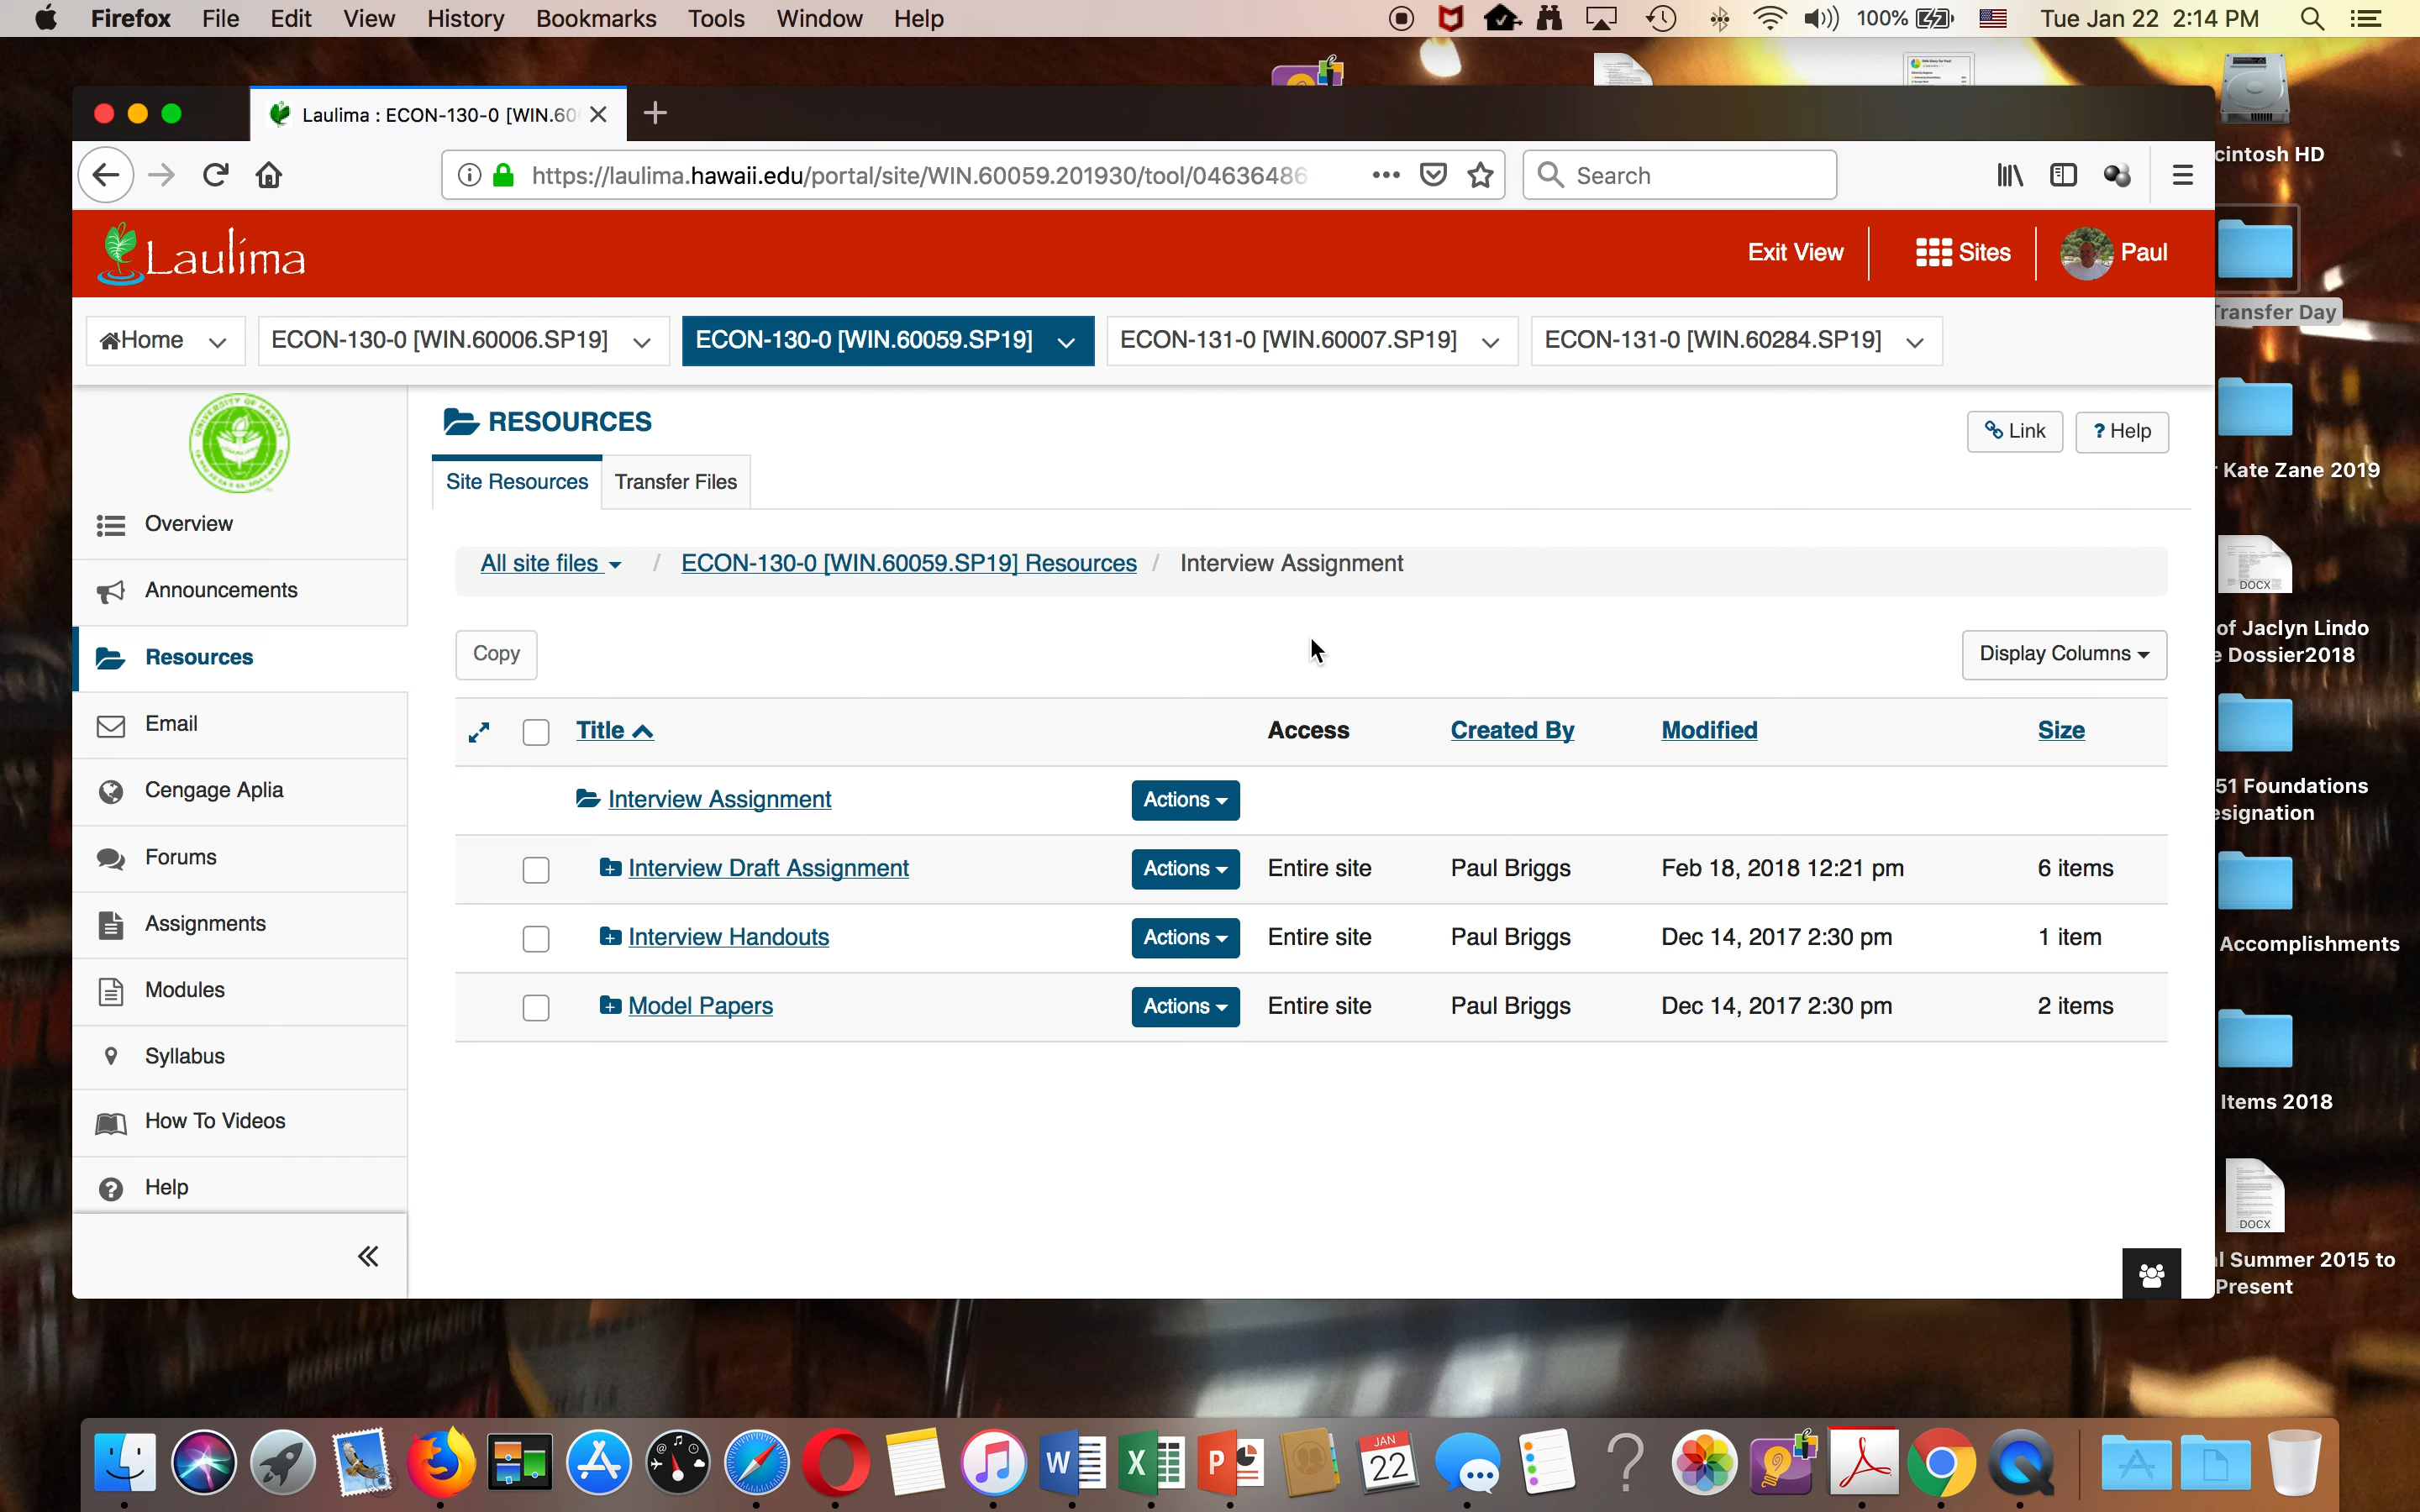 Firefox File Edit View History Bookmarks Tools Window Help 100% Tue Jan 22 2:14 PM
Laulima : ECON-130-0 [WIN.60
https://laulima.hawaii.edu/portal/site/WIN.60059.201930/tool/04636486 Search
cintosh HD
Laulima Exit View Sites Paul
Transfer Day
Home ECON-130-0 [WIN.60006.SP19] ECON-130-0 [WIN.60059.SP19] ECON-131-0 [WIN.60007.SP19] ECON-131-0 [WIN.60284.SP19]
RESOURCES Link ? Help
Kate Zane 2019
Site Resources Transfer Files
Overview
All site files / ECON-130-0 [WIN.60059.SP19] Resources / Interview Assignment
DOCX
Announcements
of Jaclyn Lindo
Dossier2018
Resources
Copy Display Columns
Email
Title Access Created By Modified Size
Cengage Aplia
Interview Assignment Actions
51 Foundations
esignation
Forums
Interview Draft Assignment Actions Entire site Paul Briggs Feb 18, 2018 12:21 pm 6 items
Assignments
Interview Handouts Actions Entire site Paul Briggs Dec 14, 2017 2:30 pm 1 item
Accomplishments
Modules
Model Papers Actions Entire site Paul Briggs Dec 14, 2017 2:30 pm 2 items
Syllabus
Items 2018
How To Videos
Help
DOCX
l Summer 2015 to
Present
JAN
22
W X P